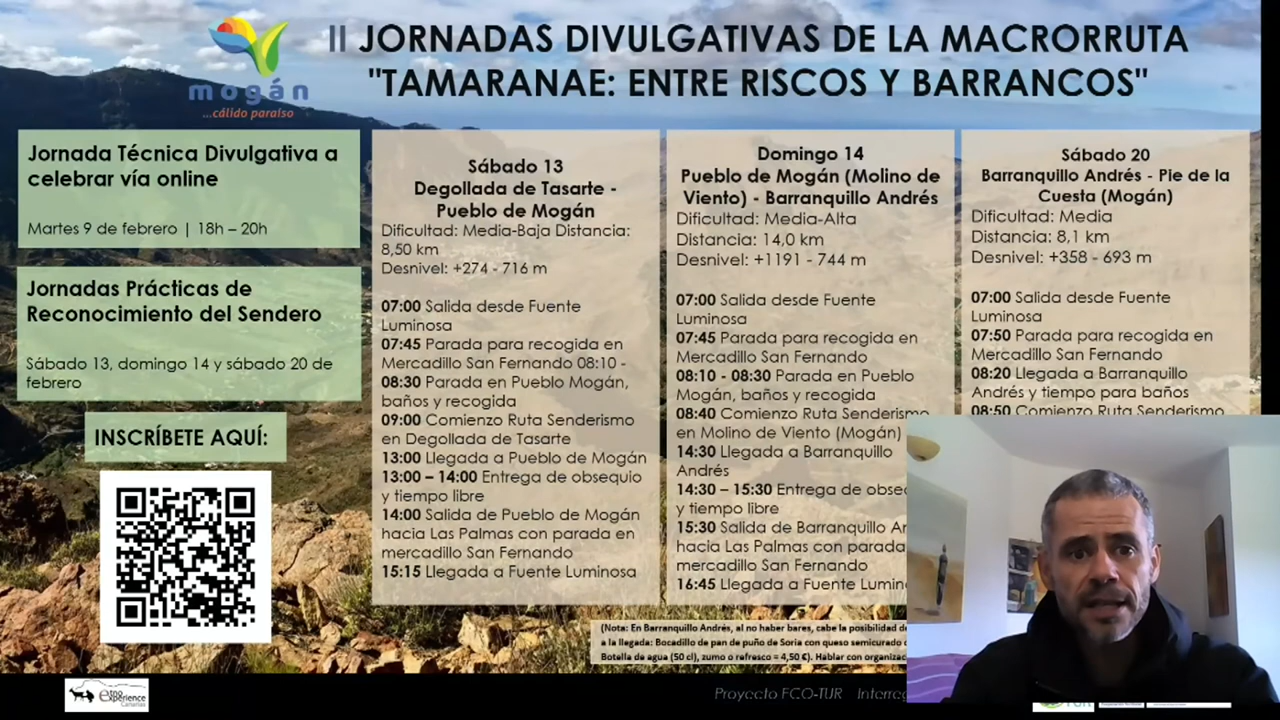 mogán
...cálido paraíso
II JORNADAS DIVULGATIVAS DE LA MACRORRUTA
"TAMARANAE: ENTRE RISCOS Y BARRANCOS"
Jornada Técnica Divulgativa a
celebrar vía online
Martes 9 de febrero | 18h – 20h
Jornadas Prácticas de
Reconocimiento del Sendero
Sábado 13, domingo 14 y sábado 20 de
febrero
INSCRÍBETE AQUÍ:
Sábado 13
Degollada de Tasarte -
Pueblo de Mogán
Dificultad: Media-Baja Distancia:
8,50 km
Desnivel: +274 - 716 m
07:00 Salida desde Fuente
Luminosa
07:45 Parada para recogida en
Mercadillo San Fernando 08:10 -
08:30 Parada en Pueblo Mogán,
baños y recogida
09:00 Comienzo Ruta Senderismo
en Degollada de Tasarte
13:00 Llegada a Pueblo de Mogán
13:00 – 14:00 Entrega de obsequio
y tiempo libre
14:00 Salida de Pueblo de Mogán
hacia Las Palmas con parada en
mercadillo San Fernando
15:15 Llegada a Fuente Luminosa
Domingo 14
Pueblo de Mogán (Molino de
Viento) - Barranquillo Andrés
Dificultad: Media-Alta
Distancia: 14,0 km
Desnivel: +1191 - 744 m
07:00 Salida desde Fuente
Luminosa
07:45 Parada para recogida en
Mercadillo San Fernando
08:10 - 08:30 Parada en Pueblo
Mogán, baños y recogida
08:40 Comienzo Ruta Senderismo
en Molino de Viento (Mogán)
14:30 Llegada a Barranquillo
Andrés
14:30 – 15:30 Entrega de obse
y tiempo libre
15:30 Salida de Barranquillo An
hacia Las Palmas con parada
mercadillo San Fernando
16:45 Llegada a Fuente Lumin
Sábado 20
Barranquillo Andrés - Pie de la
Cuesta (Mogán)
Dificultad: Media
Distancia: 8,1 km
Desnivel: +358 - 693 m
07:00 Salida desde Fuente
Luminosa
07:50 Parada para recogida en
Mercadillo San Fernando
08:20 Llegada a Barranquillo
Andrés y tiempo para baños
08:50 Comienzo Ruta Senderismo
(Nota: En Barranquillo Andrés, al no haber bares, cabe la posibilidad de
a la llegada: Bocadillo de pan de puño de Soria con queso semicurado
Botella de agua (50 cl), zumo o refresco = 4,50 €). Hablar con organizac
etno
experience
Canarias
Proyecto ECO-TUR Interreg